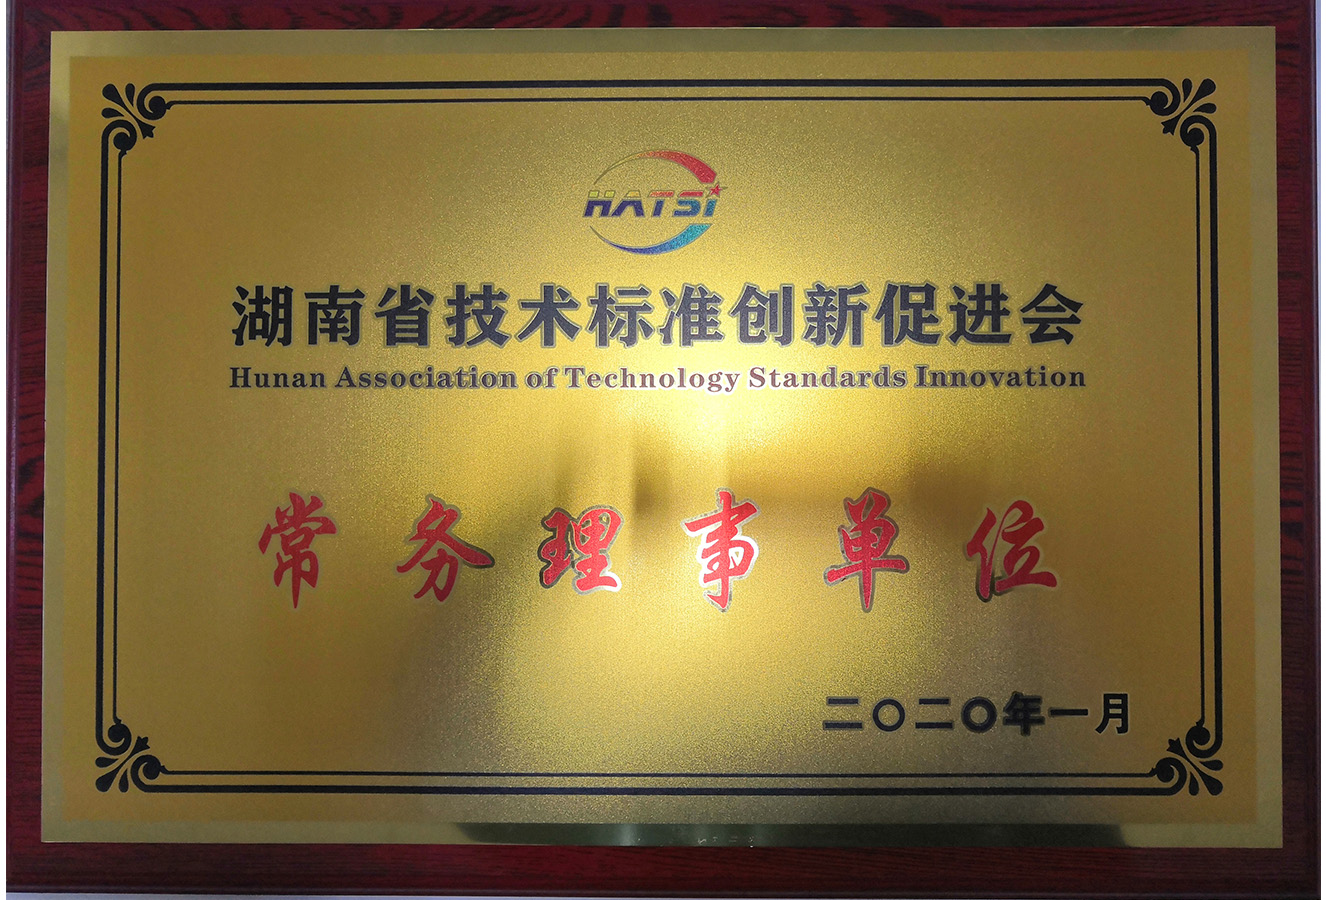 HATSi
湖南省技术标准创新促进会
Hunan Association of Technology Standards Innovation
常务理事单位
二〇二〇年一月